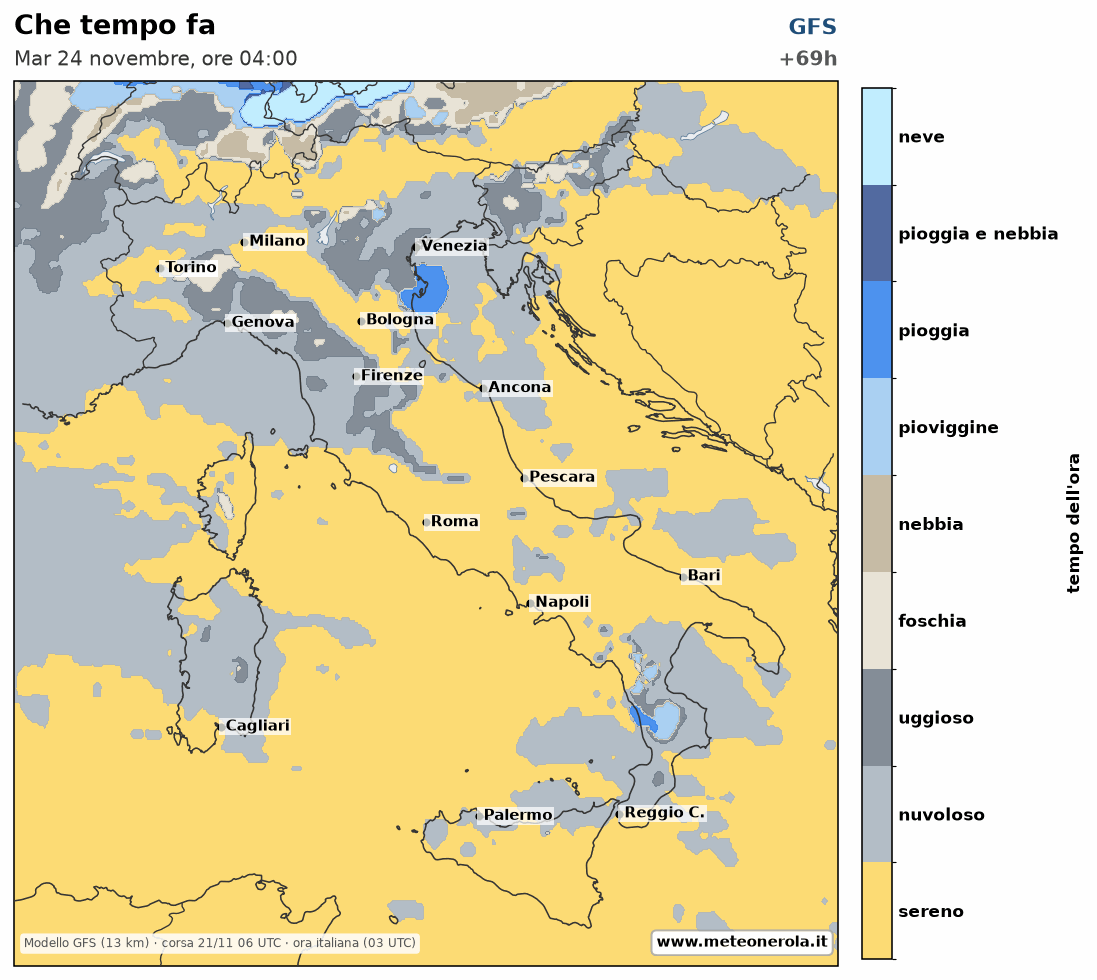 Che tempo fa
GFS
Mar 24 novembre, ore 04:00
+69h
neve
pioggia e nebbia
pioggia
pioviggine
nebbia
foschia
uggioso
nuvoloso
sereno
tempo dell'ora
Milano
Venezia
Torino
Genova
Bologna
Firenze
Ancona
Pescara
Roma
Bari
Napoli
Cagliari
Palermo
Reggio C.
Modello GFS (13 km) · corsa 21/11 06 UTC · ora italiana (03 UTC)
www.meteonerola.it